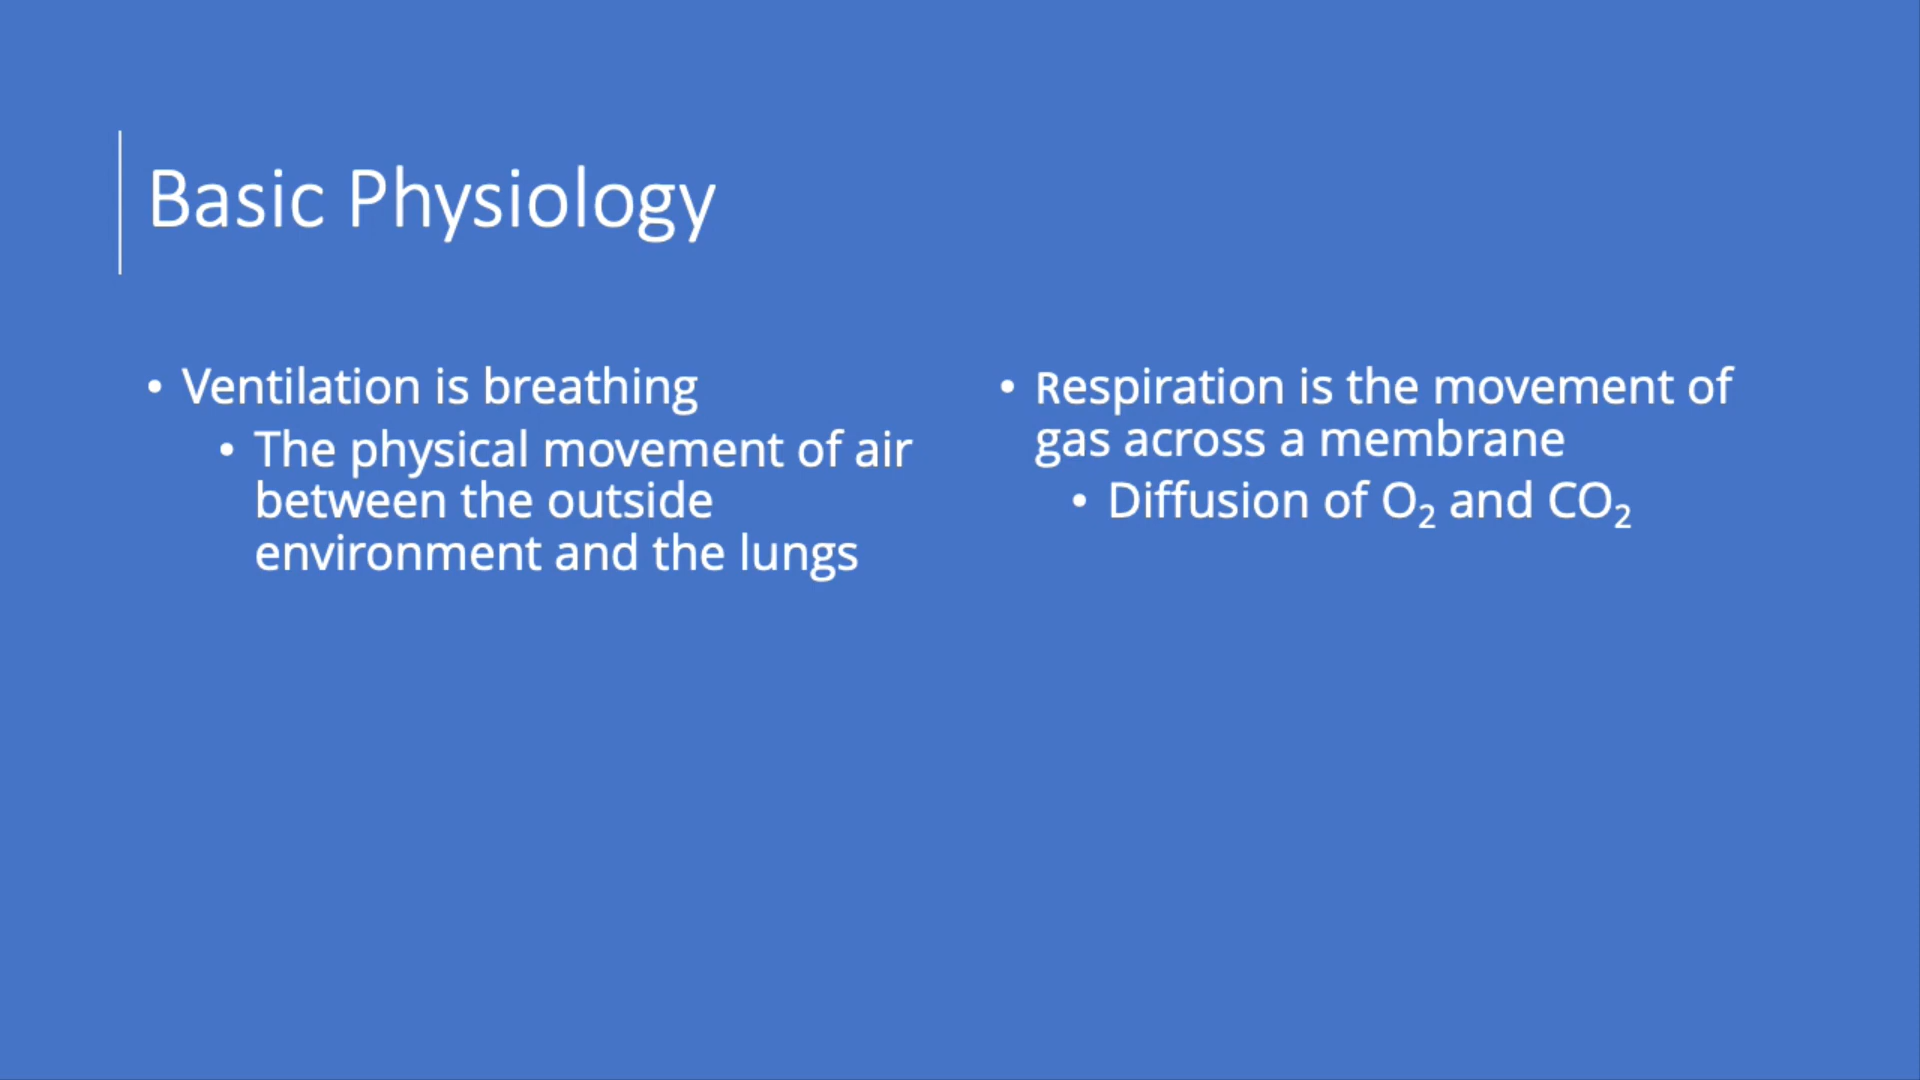 Basic Physiology
• Ventilation is breathing
• The physical movement of air
between the outside
environment and the lungs
• Respiration is the movement of
gas across a membrane
• Diffusion of O₂ and CO₂